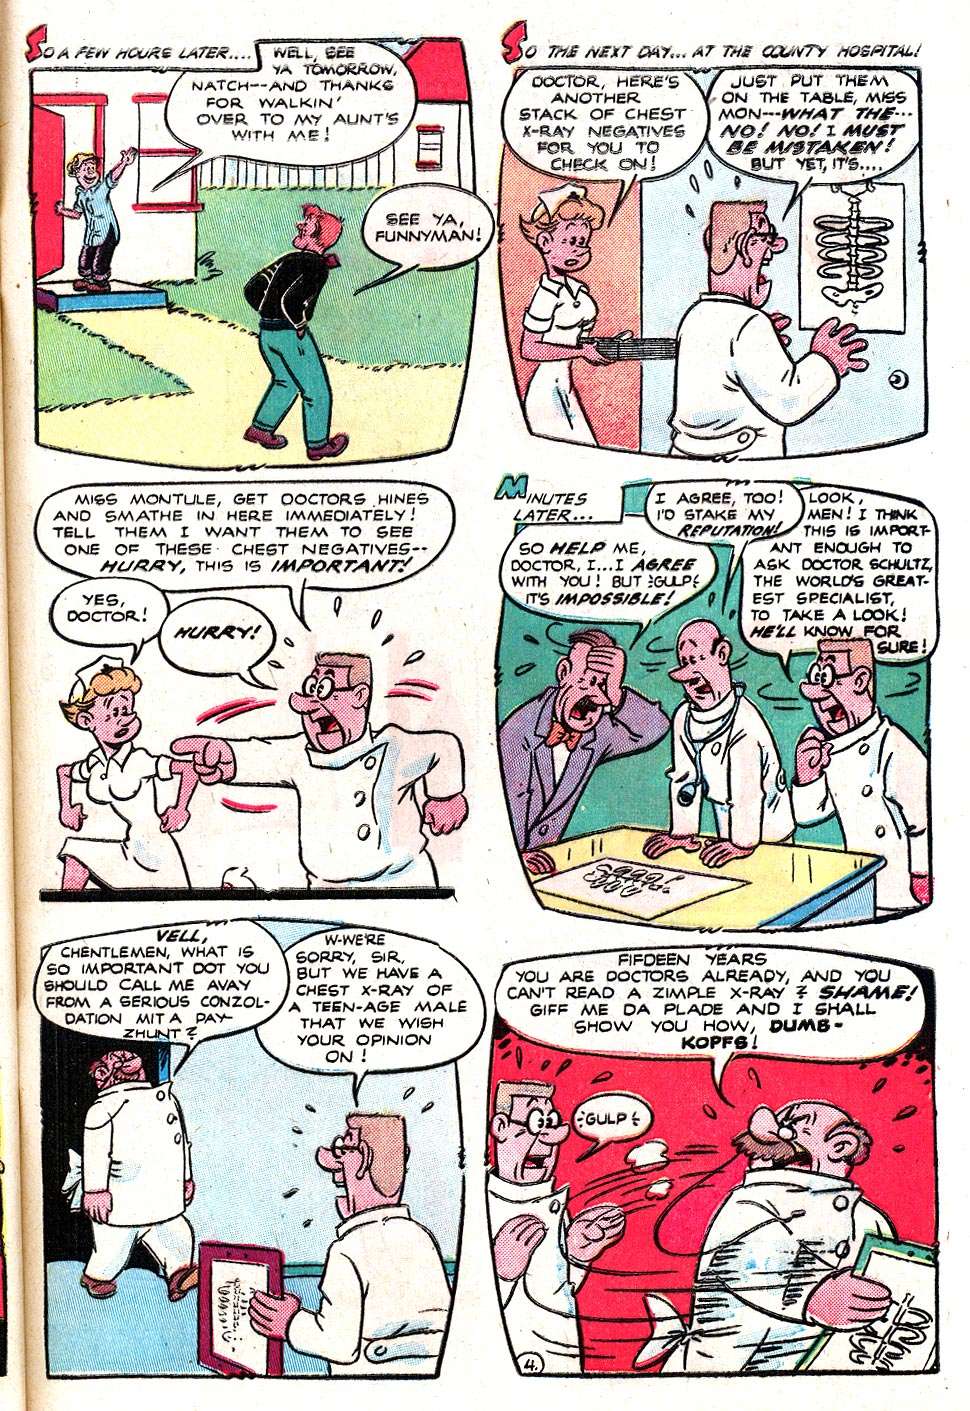 SO A FEW HOURS LATER....
WELL, SEE
YA TOMORROW,
NATCH--AND THANKS
FOR WALKIN'
OVER TO MY AUNT'S
WITH ME!
SEE YA,
FUNNYMAN!
SO THE NEXT DAY... AT THE COUNTY HOSPITAL!
DOCTOR, HERE'S
ANOTHER
STACK OF CHEST
X-RAY NEGATIVES
FOR YOU TO
CHECK ON!
JUST PUT THEM
ON THE TABLE, MISS
MON---WHAT THE---
NO! NO! I MUST
BE MISTAKEN!
BUT YET, IT'S....
MISS MONTULE, GET DOCTORS HINES
AND SMATHE IN HERE IMMEDIATELY!
TELL THEM I WANT THEM TO SEE
ONE OF THESE CHEST NEGATIVES--
HURRY, THIS IS IMPORTANT!
YES,
DOCTOR!
HURRY!
MINUTES
LATER...
SO HELP ME,
DOCTOR, I...I AGREE
WITH YOU! BUT GULP
IT'S IMPOSSIBLE!
I AGREE, TOO!
I'D STAKE MY
REPUTATION!
LOOK,
MEN! I THINK
THIS IS IMPORT-
ANT ENOUGH TO
ASK DOCTOR SCHULTZ,
THE WORLD'S GREAT-
EST SPECIALIST,
TO TAKE A LOOK!
HE'LL KNOW FOR
SURE!
VELL,
CHENTLEMEN, WHAT IS
SO IMPORTANT DOT YOU
SHOULD CALL ME AVAY
FROM A SERIOUS CONZOL-
DATION MIT A PAY-
ZHUNT?
W-WE'RE
SORRY, SIR,
BUT WE HAVE A
CHEST X-RAY OF
A TEEN-AGE MALE
THAT WE WISH
YOUR OPINION
ON!
FIFDEEN YEARS
YOU ARE DOCTORS ALREADY, AND YOU
CAN'T READ A ZIMPLE X-RAY? SHAME!
GIFF ME DA PLADE AND I SHALL
SHOW YOU HOW, DUMB-
KOPFS!
GULP
4.